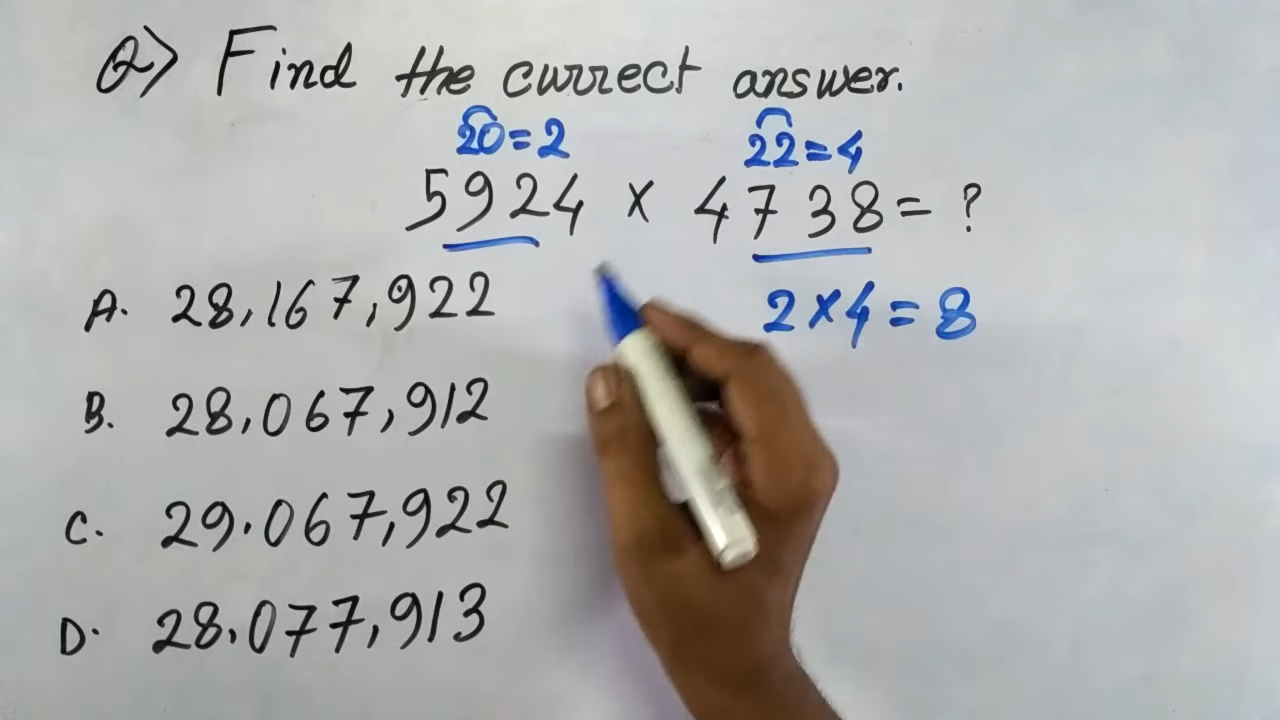 Q) Find the currect answer.
20=2 22=4
5924 x 4738= ?
2x4=8
A. 28,167,922
B. 28,067,912
C. 29.067,922
D. 28.077,913